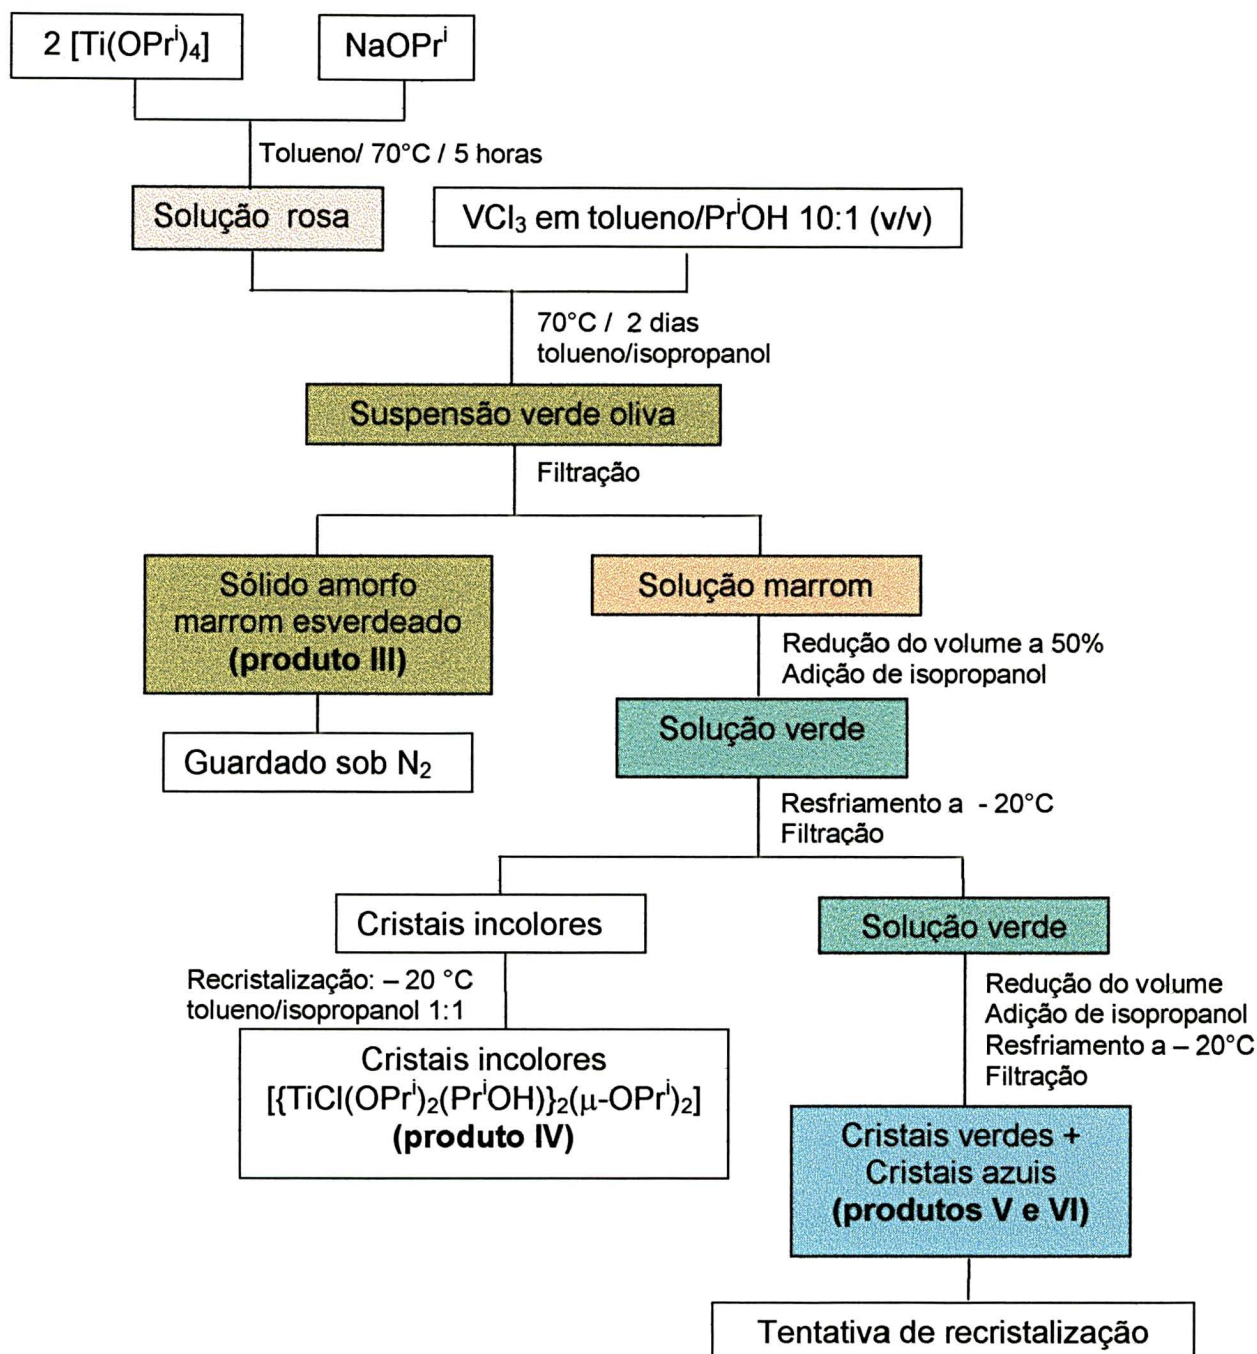 2 [Ti(OPrⁱ)₄]
NaOPrⁱ
Tolueno/ 70°C / 5 horas
Solução rosa
VCl₃ em tolueno/PrⁱOH 10:1 (v/v)
70°C / 2 dias
tolueno/isopropanol
Suspensão verde oliva
Filtração
Sólido amorfo
marrom esverdeado
(produto III)
Guardado sob N₂
Solução marrom
Redução do volume a 50%
Adição de isopropanol
Solução verde
Resfriamento a - 20°C
Filtração
Cristais incolores
Recristalização: – 20 °C
tolueno/isopropanol 1:1
Cristais incolores
[{TiCl(OPrⁱ)₂(PrⁱOH)}₂(μ-OPrⁱ)₂]
(produto IV)
Solução verde
Redução do volume
Adição de isopropanol
Resfriamento a – 20°C
Filtração
Cristais verdes +
Cristais azuis
(produtos V e VI)
Tentativa de recristalização